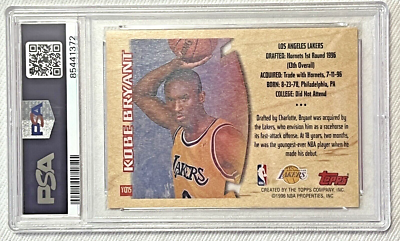 PSA
85441372
PSA
KOBE BRYANT
YQ15
LAKERS
LOS ANGELES LAKERS
DRAFTED: Hornets 1st Round 1996
(13th Overall)
ACQUIRED: Trade with Hornets, 7-11-96
BORN: 8-23-78, Philadelphia, PA
COLLEGE: Did Not Attend
Drafted by Charlotte, Bryant was acquired by
the Lakers, who envision him as a racehorse in
its fast-break offense. At 18 years, two months,
he was the youngest-ever NBA player when
he made his debut.
NBA
LAKERS
Topps
CREATED BY THE TOPPS COMPANY, INC.
©1996 NBA PROPERTIES, INC